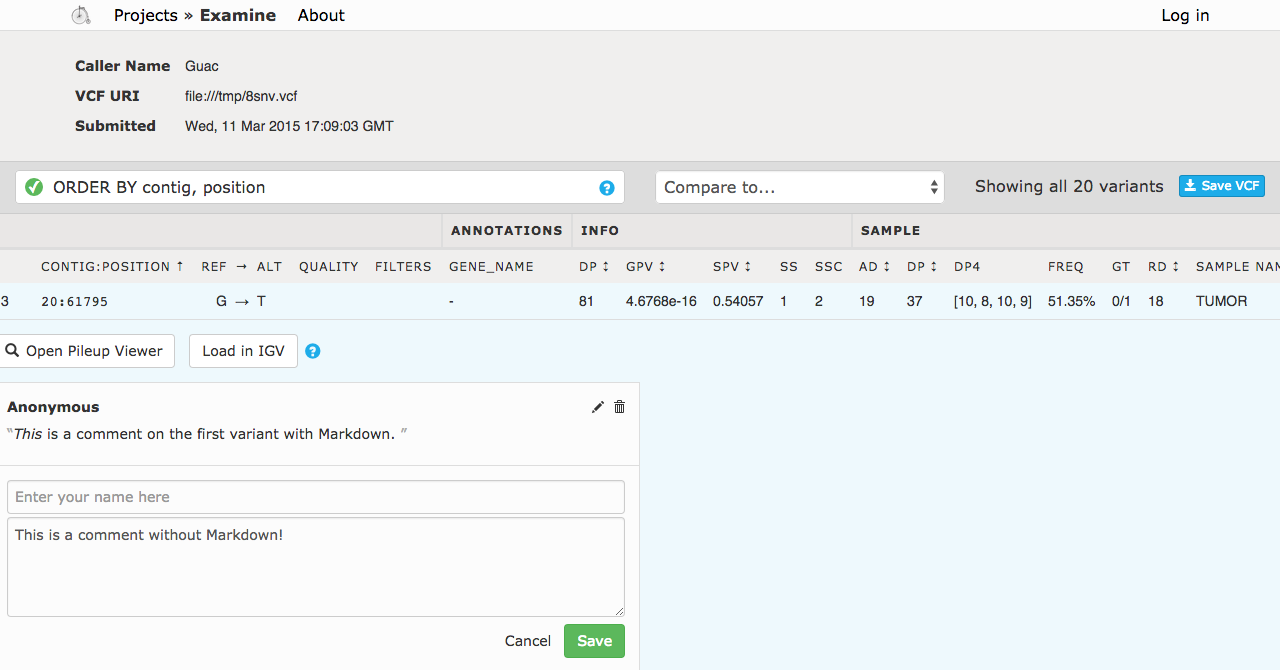 Projects » Examine About Log in
Caller Name Guac
VCF URI file:///tmp/8snv.vcf
Submitted Wed, 11 Mar 2015 17:09:03 GMT
ORDER BY contig, position ? Compare to... Showing all 20 variants Save VCF
ANNOTATIONS INFO SAMPLE
CONTIG:POSITION ↑ REF → ALT QUALITY FILTERS GENE_NAME DP ↕ GPV ↕ SPV ↕ SS SSC AD ↕ DP ↕ DP4 FREQ GT RD ↕ SAMPLE NAM
3 20:61795 G → T - 81 4.6768e-16 0.54057 1 2 19 37 [10, 8, 10, 9] 51.35% 0/1 18 TUMOR
Open Pileup Viewer Load in IGV ?
Anonymous
“This is a comment on the first variant with Markdown. ”
Enter your name here
This is a comment without Markdown!
Cancel Save